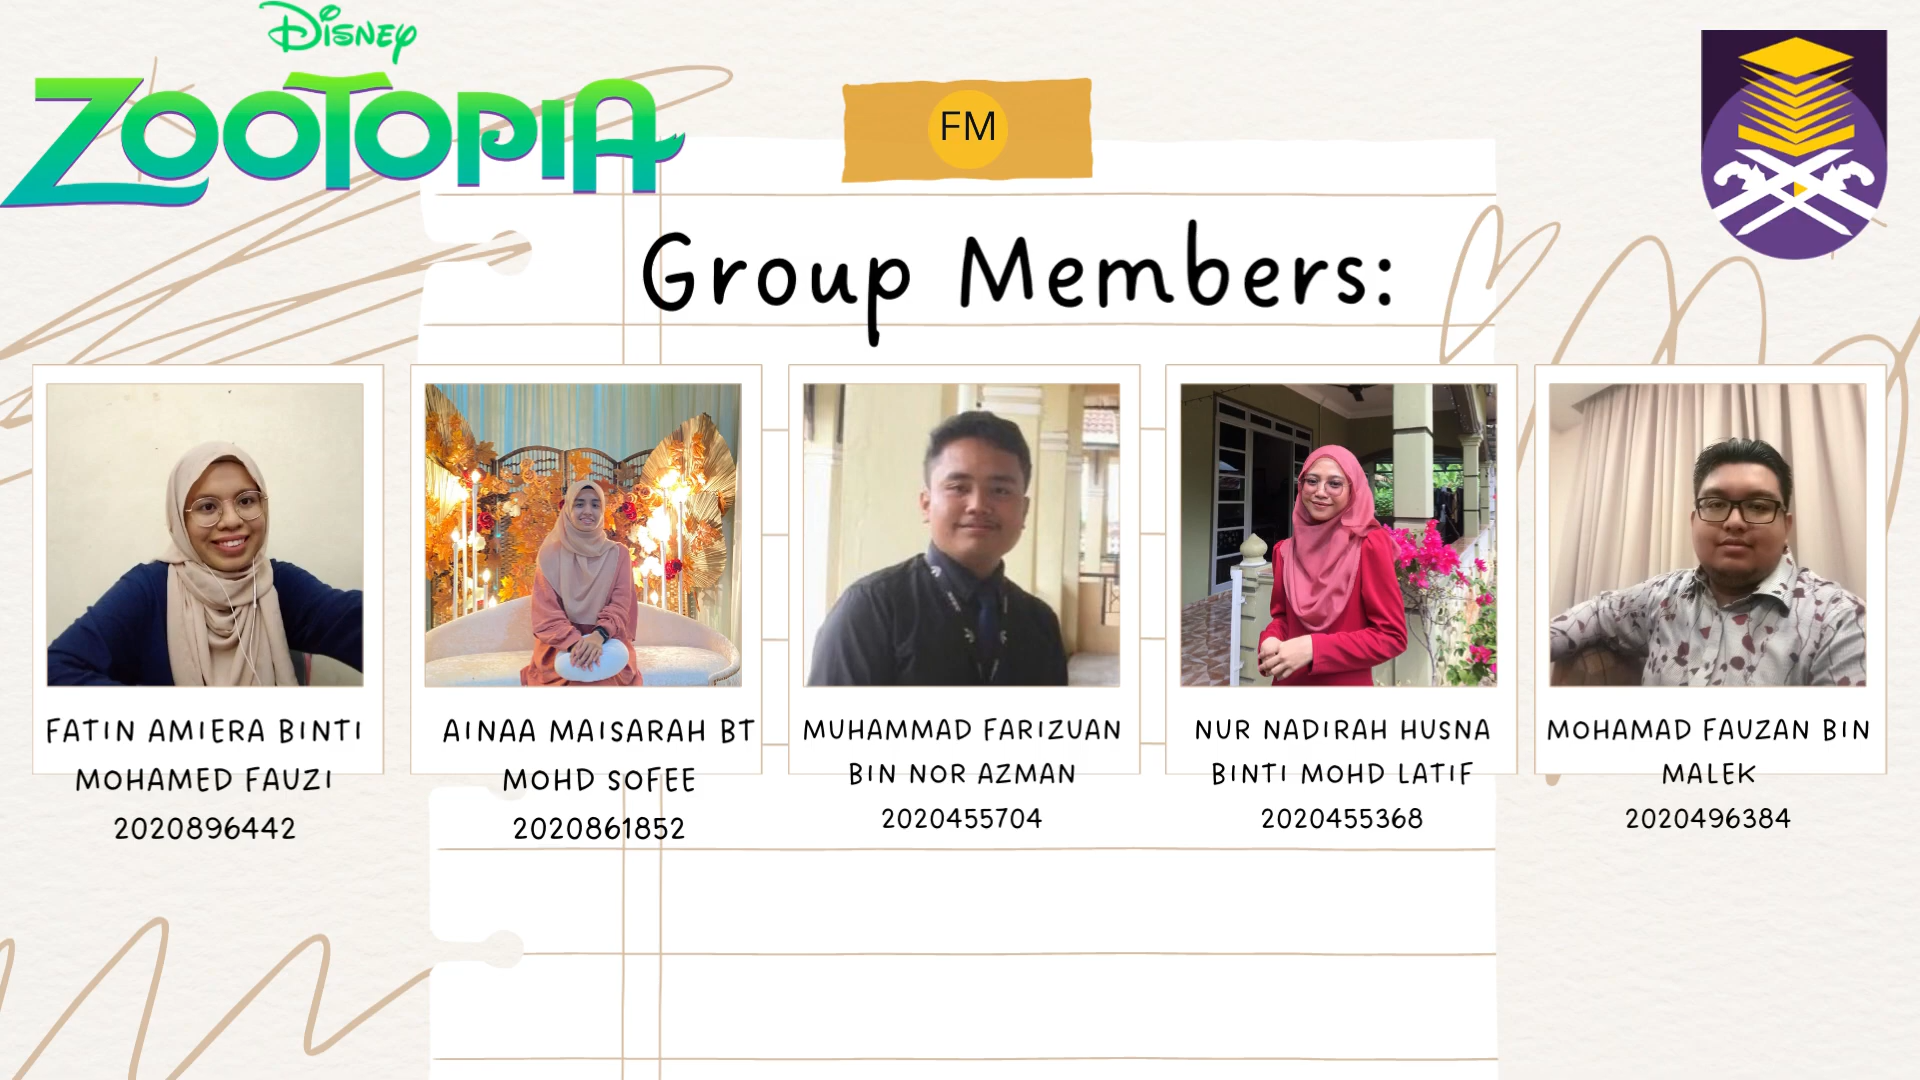 Disney
ZOOTOPIA
FM
Group Members:
FATIN AMIERA BINTI
MOHAMED FAUZI
2020896442
AINAA MAISARAH BT
MOHD SOFEE
2020861852
MUHAMMAD FARIZUAN
BIN NOR AZMAN
2020455704
NUR NADIRAH HUSNA
BINTI MOHD LATIF
2020455368
MOHAMAD FAUZAN BIN
MALEK
2020496384